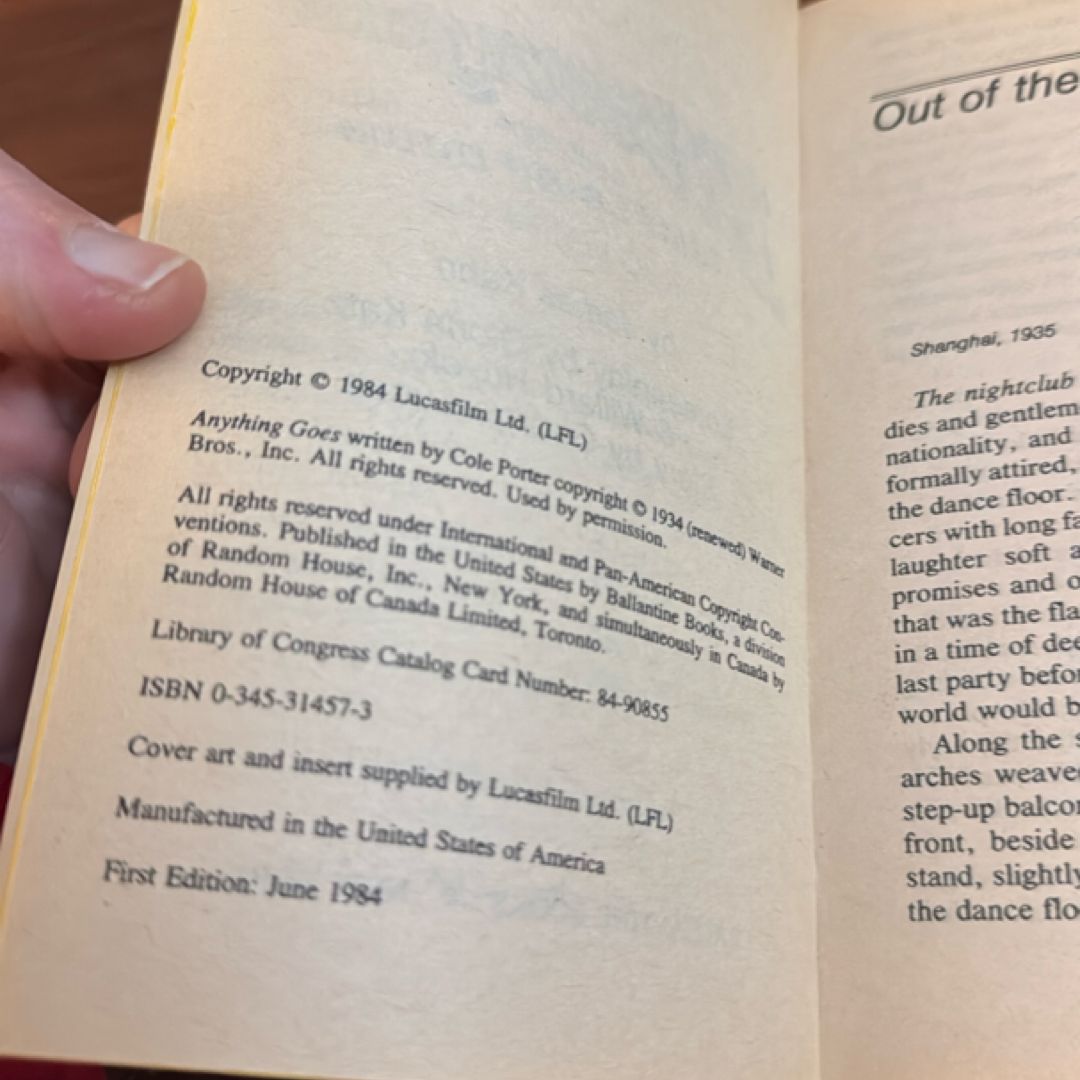 Copyright © 1984 Lucasfilm Ltd. (LFL)
Anything Goes written by Cole Porter copyright © 1934 (renewed) Warner
Bros., Inc. All rights reserved. Used by permission.
All rights reserved under International and Pan-American Copyright Con-
ventions. Published in the United States by Ballantine Books, a division
of Random House, Inc., New York, and simultaneously in Canada by
Random House of Canada Limited, Toronto.
Library of Congress Catalog Card Number: 84-90855
ISBN 0-345-31457-3
Cover art and insert supplied by Lucasfilm Ltd. (LFL)
Manufactured in the United States of America
First Edition: June 1984
Out of the
Shanghai, 1935
The nightclub
dies and gentlem
nationality, and
formally attired,
the dance floor.
cers with long fa
laughter soft a
promises and o
that was the fla
in a time of dee
last party befor
world would b
Along the s
arches weave
step-up balcon
front, beside
stand, slightly
the dance flo